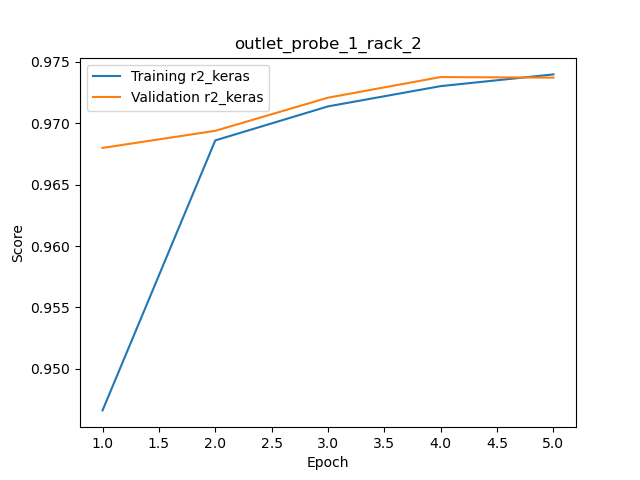 outlet_probe_1_rack_2
Training r2_keras
Validation r2_keras
0.975
0.970
0.965
0.960
0.955
0.950
Score
1.0 1.5 2.0 2.5 3.0 3.5 4.0 4.5 5.0
Epoch